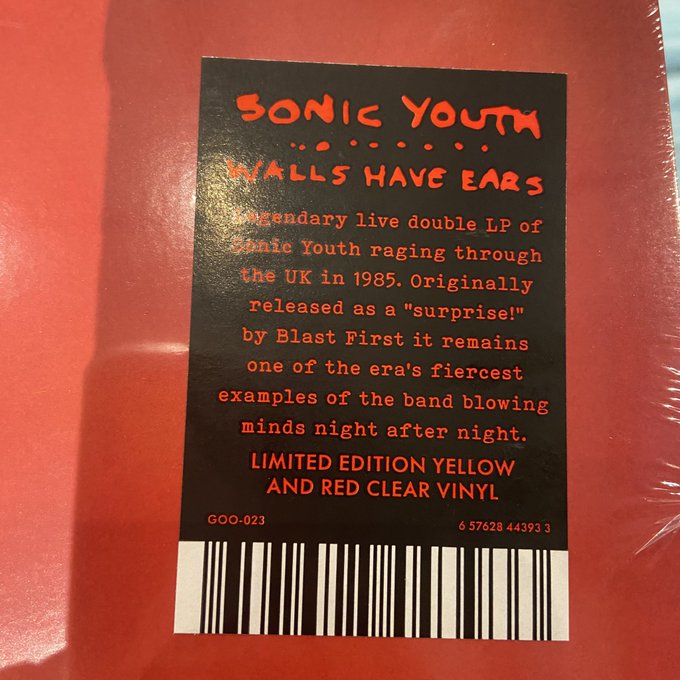 SONIC YOUTH
WALLS HAVE EARS
Legendary live double LP of
Sonic Youth raging through
the UK in 1985. Originally
released as a "surprise!"
by Blast First it remains
one of the era's fiercest
examples of the band blowing
minds night after night.
LIMITED EDITION YELLOW
AND RED CLEAR VINYL
GOO-023 6 57628 44393 3